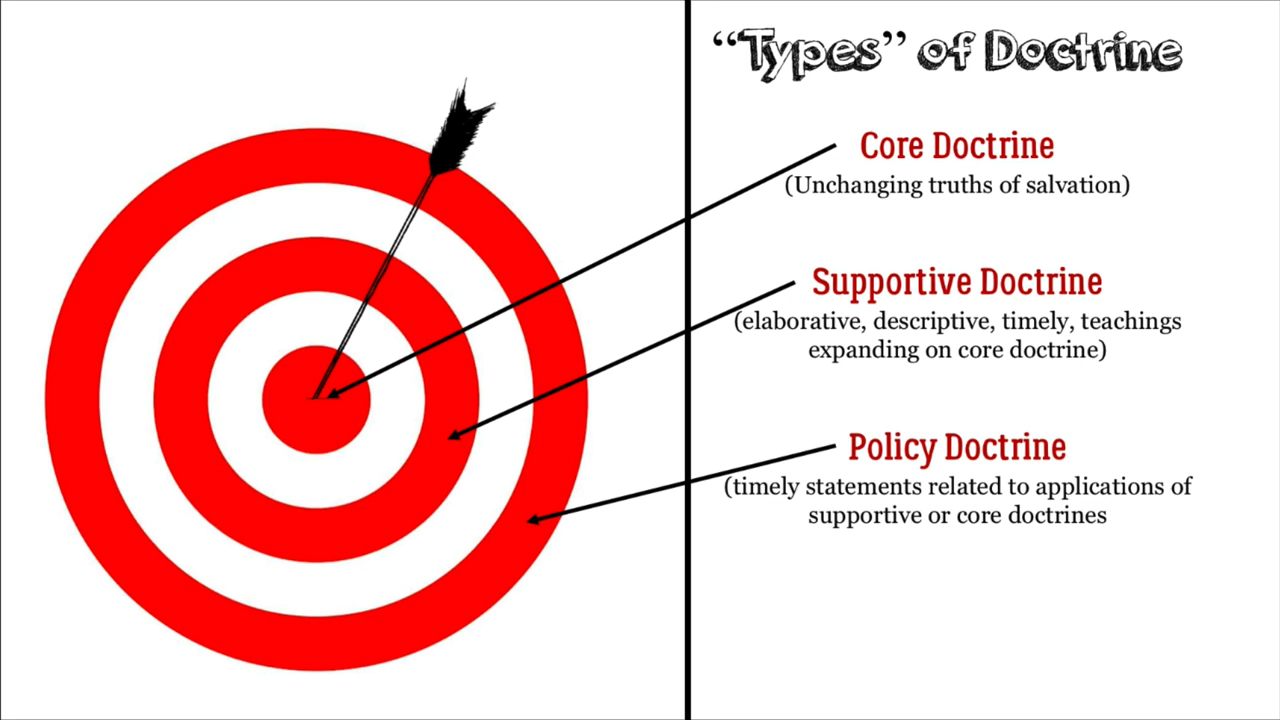 “Types” of Doctrine
Core Doctrine
(Unchanging truths of salvation)
Supportive Doctrine
(elaborative, descriptive, timely, teachings
expanding on core doctrine)
Policy Doctrine
(timely statements related to applications of
supportive or core doctrines